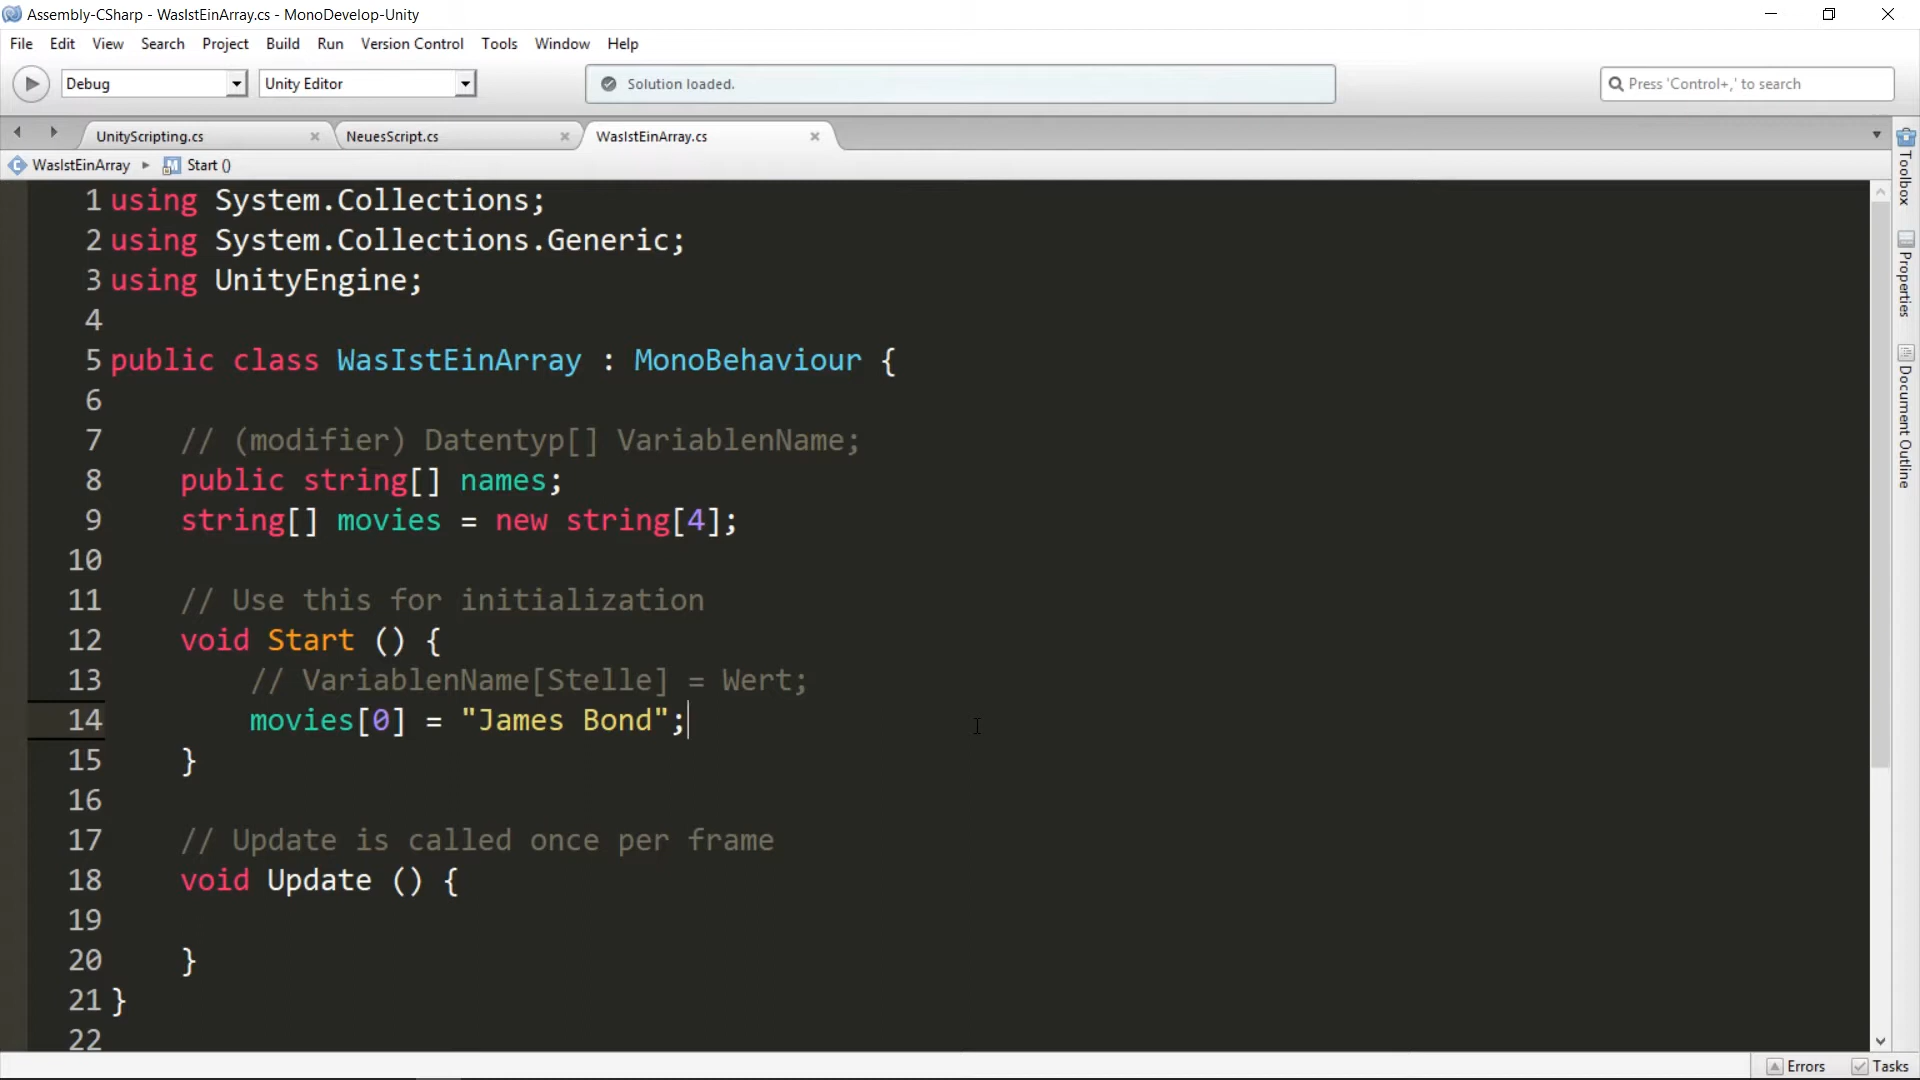 Assembly-CSharp - WasIstEinArray.cs - MonoDevelop-Unity
File Edit View Search Project Build Run Version Control Tools Window Help
Debug Unity Editor Solution loaded. Press 'Control+,' to search
UnityScripting.cs NeuesScript.cs WasIstEinArray.cs
WasIstEinArray Start ()
1 using System.Collections;
2 using System.Collections.Generic;
3 using UnityEngine;
4
5 public class WasIstEinArray : MonoBehaviour {
6
7 // (modifier) Datentyp[] VariablenName;
8 public string[] names;
9 string[] movies = new string[4];
10
11 // Use this for initialization
12 void Start () {
13 // VariablenName[Stelle] = Wert;
14 movies[0] = "James Bond";
15 }
16
17 // Update is called once per frame
18 void Update () {
19
20 }
21 }
22
Toolbox
Properties
Document Outline
Errors Tasks